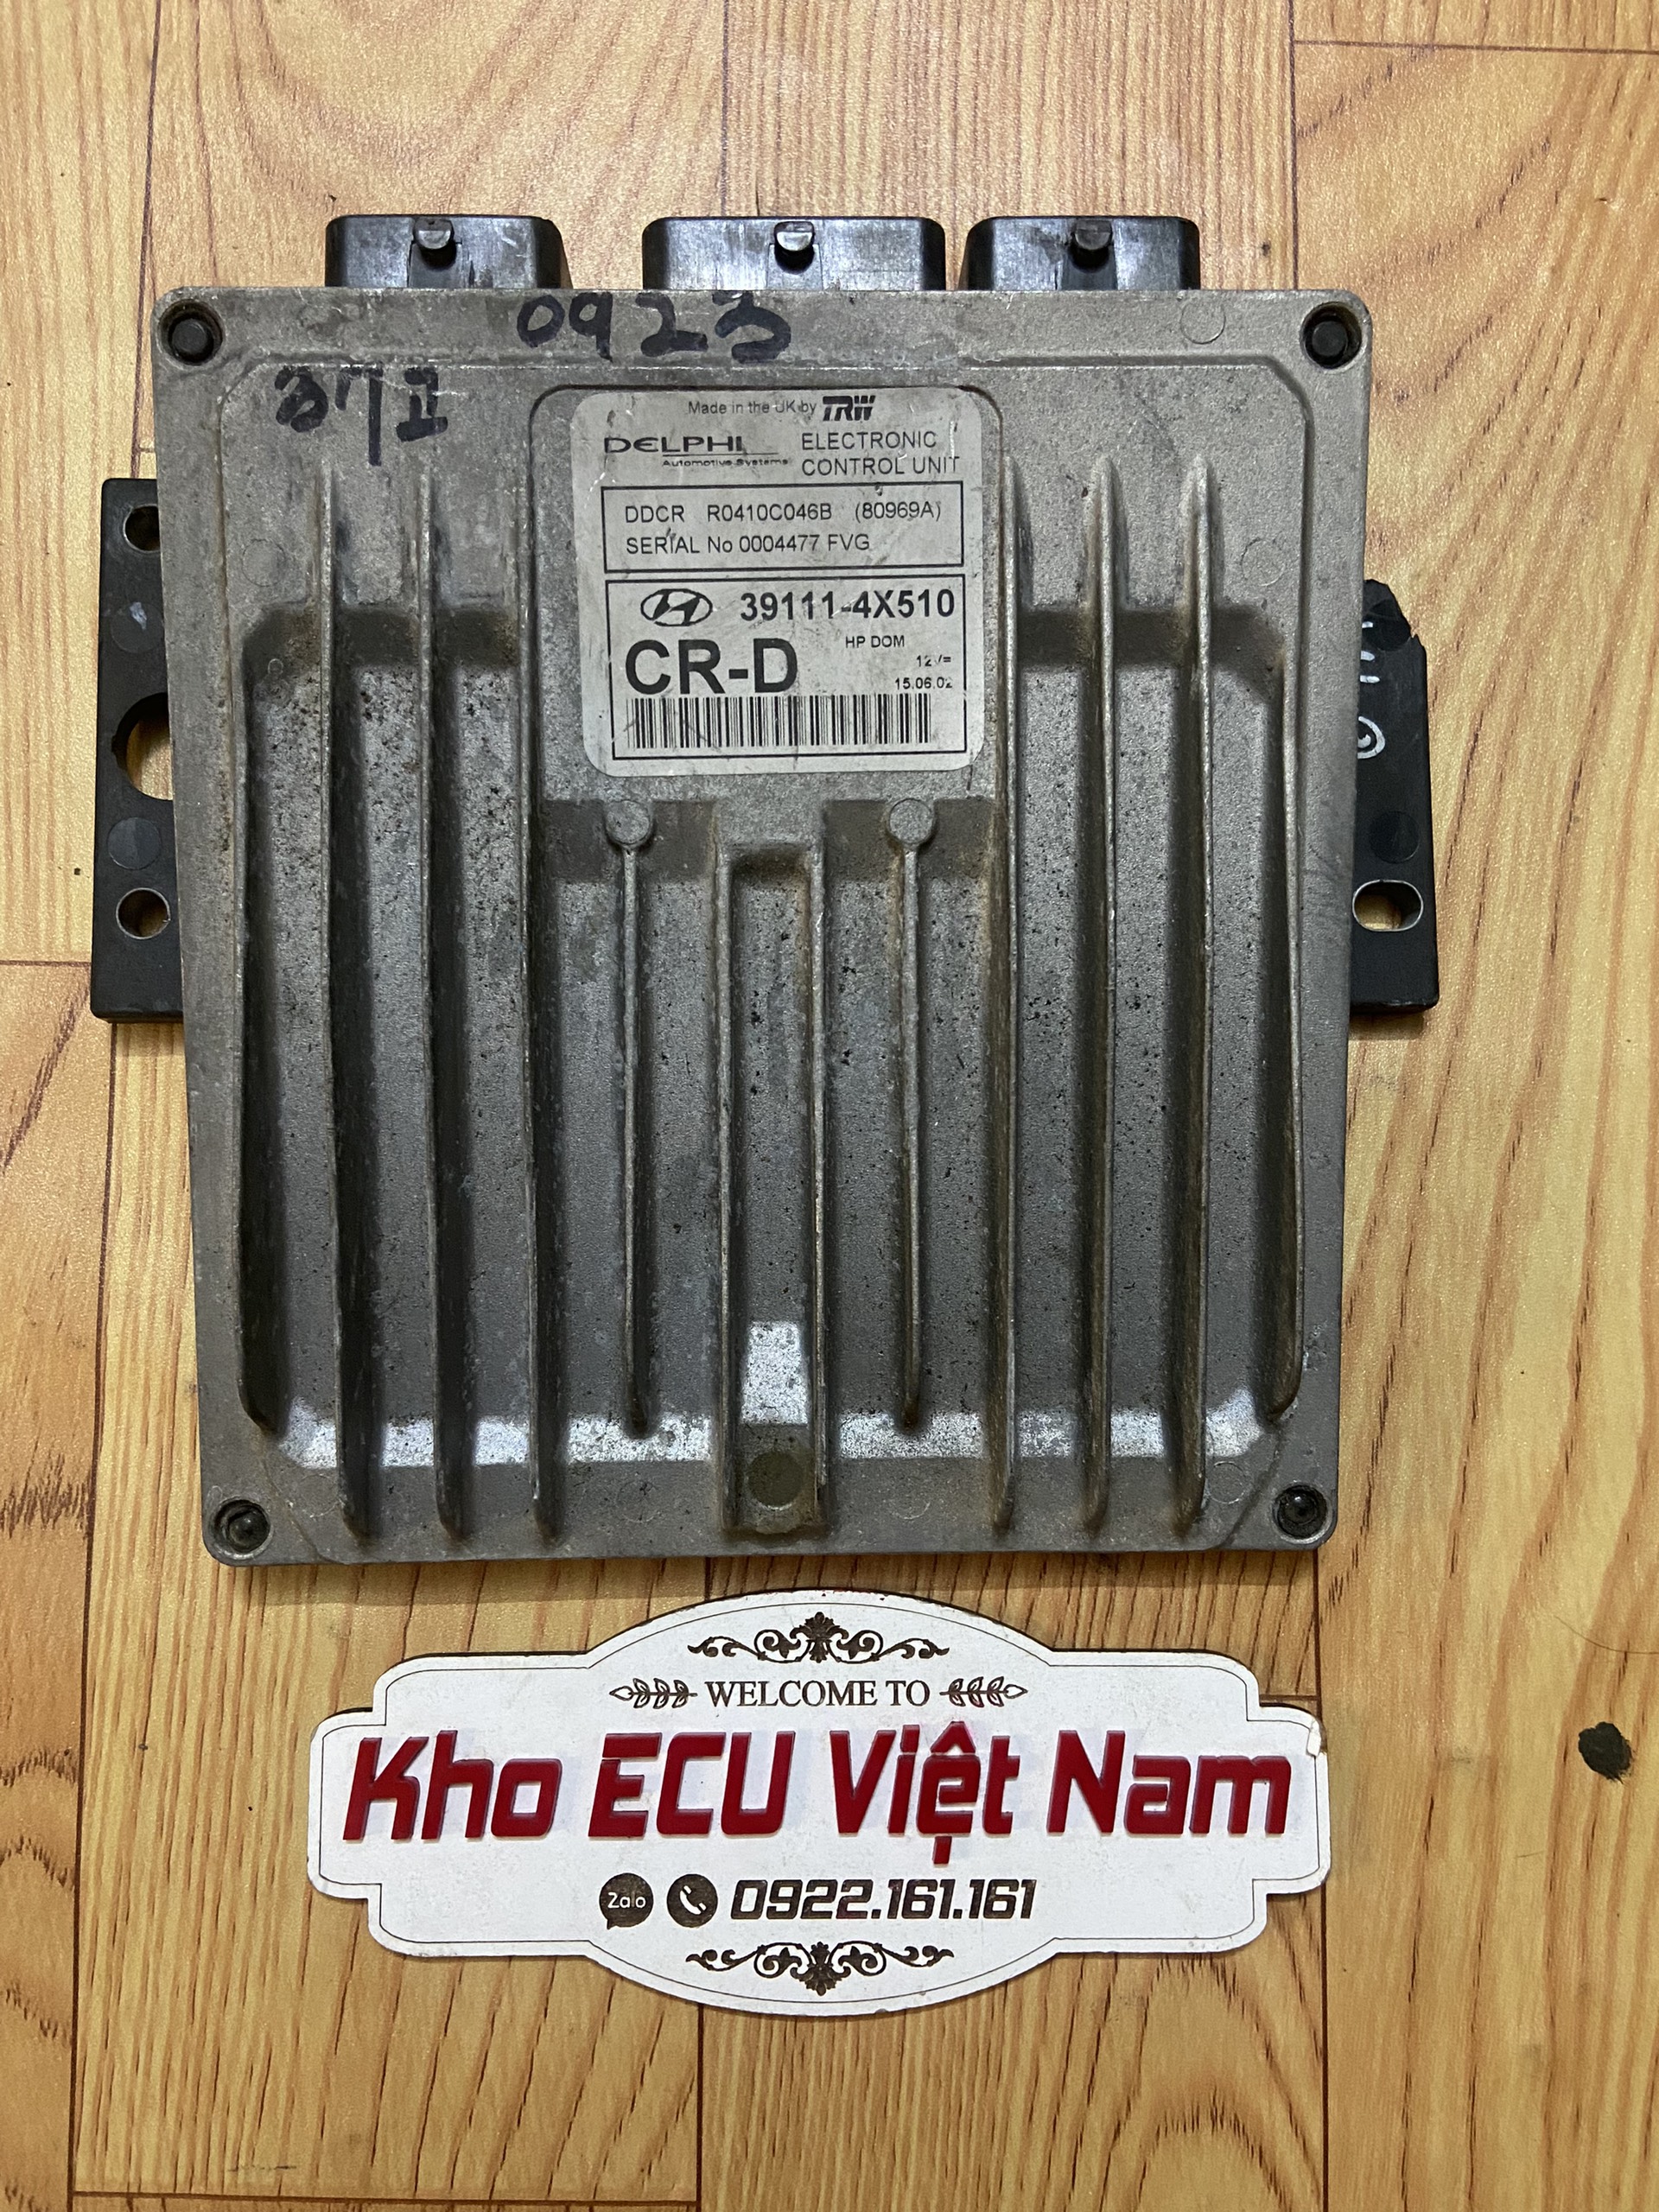 0923
Made in the UK by TRW
DELPHI
Automotive Systems
ELECTRONIC
CONTROL UNIT
DDCR R0410C046B (80969A)
SERIAL No 0004477 FVG
39111-4X510
CR-D
HP DOM
15.06.02
WELCOME TO
Kho ECU Việt Nam
Zalo 0922.161.161